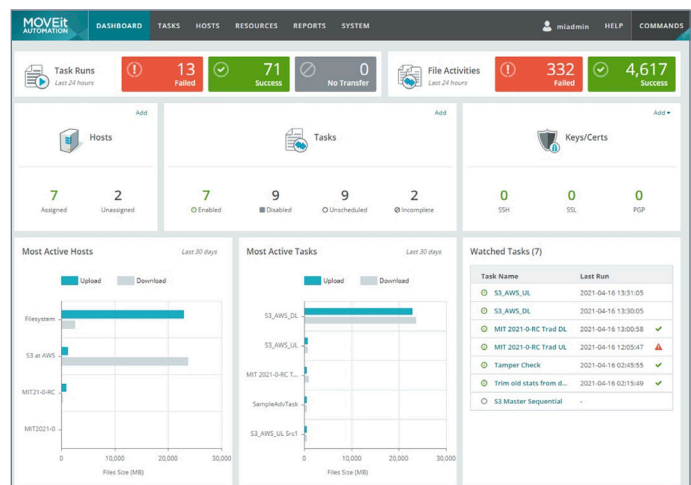 MOVEit
AUTOMATION
DASHBOARD TASKS HOSTS RESOURCES REPORTS SYSTEM miadmin HELP COMMANDS
Task Runs
Last 24 hours
13
Failed
71
Success
0
No Transfer
File Activities
Last 24 hours
332
Failed
4,617
Success
Add
Hosts
7
Assigned
2
Unassigned
Add
Tasks
7
Enabled
9
Disabled
9
Unscheduled
2
Incomplete
Add
Keys/Certs
0
SSH
0
SSL
0
PGP
Most Active Hosts Last 30 days
Upload Download
Filesystem
S3 at AWS
MIT21-0-RC
MIT2021-0
0 10,000 20,000 30,000
Files Size (MB)
Most Active Tasks Last 30 days
Upload Download
S3_AWS_DL
S3_AWS_UL
MIT 2021-0-RC T...
SampleAdvTask
S3_AWS_UL Src1
0 10,000 20,000 30,000
Files Size (MB)
Watched Tasks (7)
Task Name Last Run
S3_AWS_UL 2021-04-16 13:31:05
S3_AWS_DL 2021-04-16 13:30:05
MIT 2021-0-RC Trad DL 2021-04-16 13:00:58
MIT 2021-0-RC Trad UL 2021-04-16 12:05:47
Tamper Check 2021-04-16 02:45:55
Trim old stats from d... 2021-04-16 02:15:49
S3 Master Sequential -